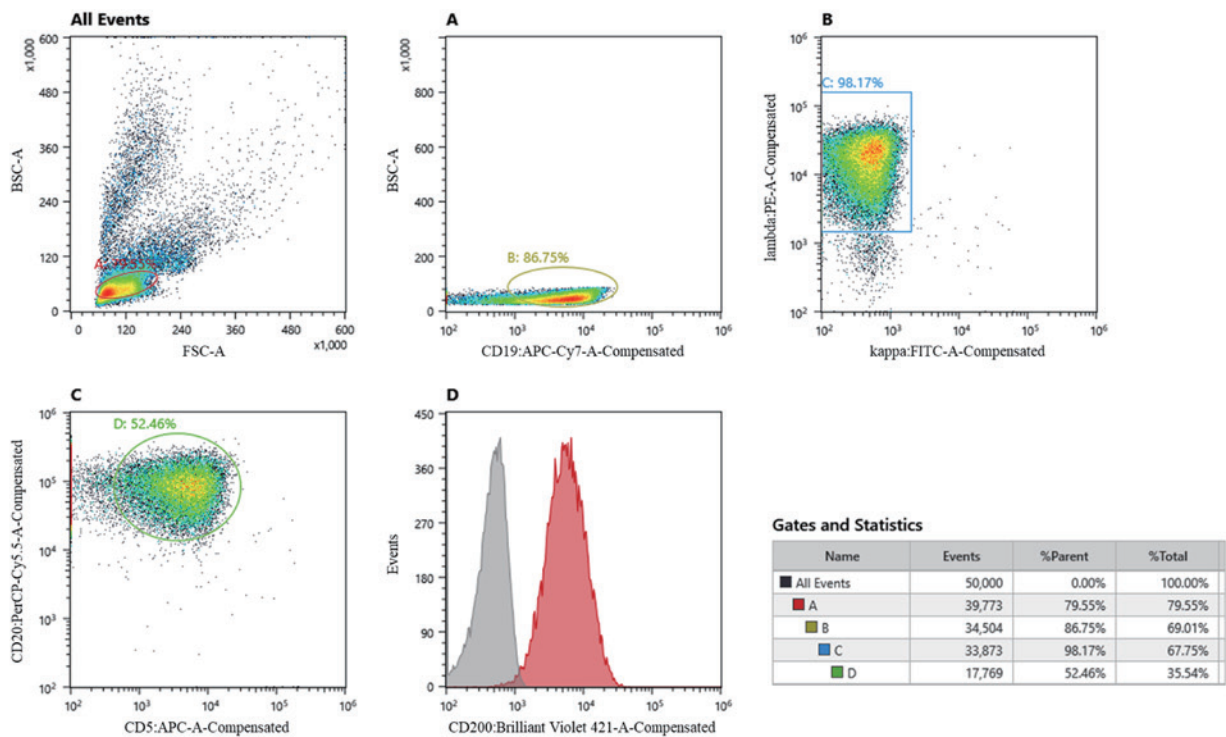 All Events
x1,000
600
480
360
240
120
0
BSC-A
0 120 240 360 480 600
FSC-A
x1,000
A
x1,000
800
600
400
200
0
BSC-A
B: 86.75%
10² 10³ 10⁴ 10⁵ 10⁶
CD19:APC-Cy7-A-Compensated
B
10⁶
10⁵
10⁴
10³
10²
lambda:PE-A-Compensated
C: 98.17%
10² 10³ 10⁴ 10⁵ 10⁶
kappa:FITC-A-Compensated
C
10⁶
10⁵
10⁴
10³
10²
CD20:PerCP-Cy5.5-A-Compensated
D: 52.46%
10² 10³ 10⁴ 10⁵ 10⁶
CD5:APC-A-Compensated
D
450
360
270
180
90
0
Events
10² 10³ 10⁴ 10⁵ 10⁶
CD200:Brilliant Violet 421-A-Compensated
Gates and Statistics
Name Events %Parent %Total
All Events 50,000 0.00% 100.00%
A 39,773 79.55% 79.55%
B 34,504 86.75% 69.01%
C 33,873 98.17% 67.75%
D 17,769 52.46% 35.54%